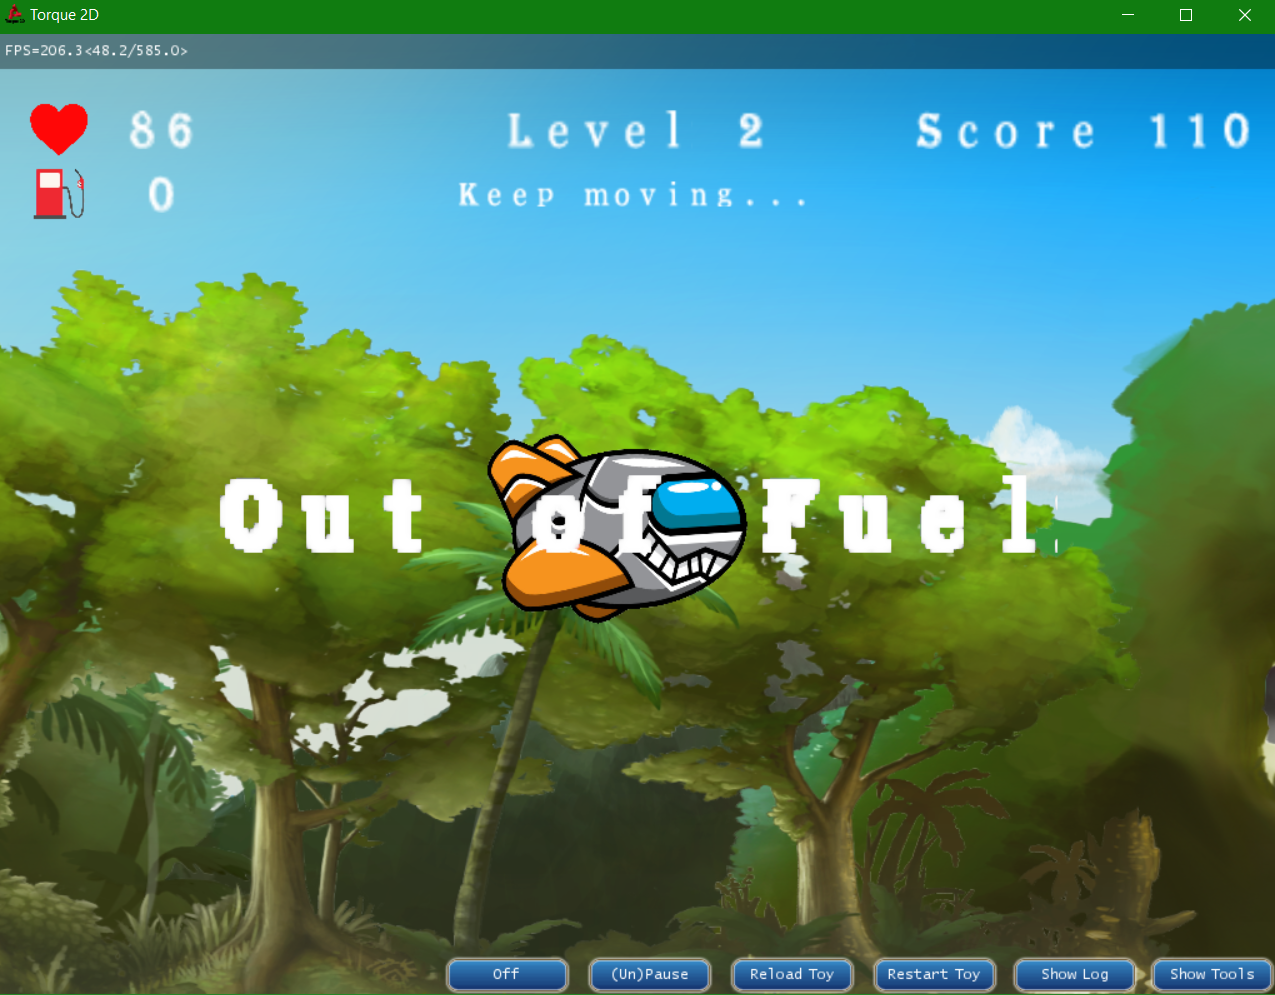 Torque 2D
FPS=206.3<48.2/585.0>
86 Level 2 Score 110
0 Keep moving...
Out of Fuel
Off (Un)Pause Reload Toy Restart Toy Show Log Show Tools